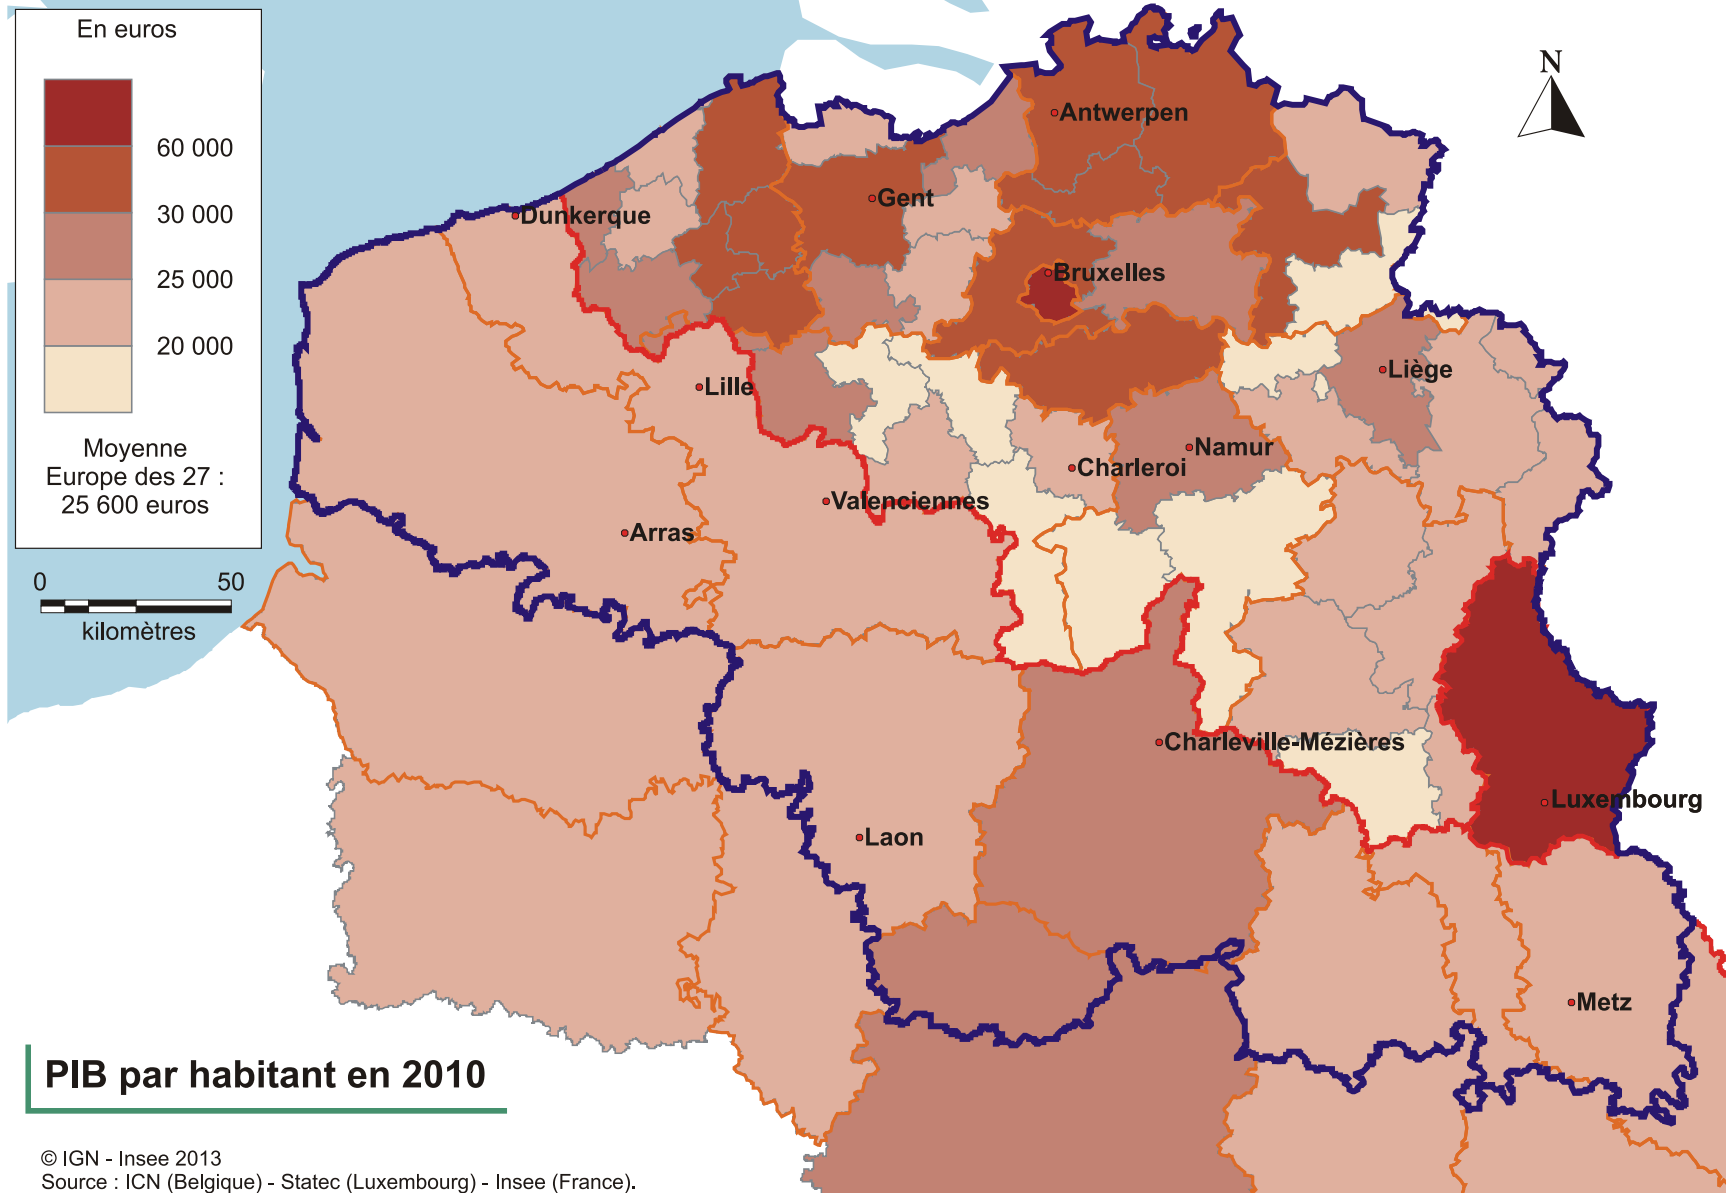 En euros
60 000
30 000
25 000
20 000
Moyenne
Europe des 27 :
25 600 euros
0 50
kilomètres
N
Antwerpen
Gent
Dunkerque
Bruxelles
Liège
Lille
Namur
Charleroi
Valenciennes
Arras
Charleville-Mézières
Luxembourg
Laon
Metz
PIB par habitant en 2010
© IGN - Insee 2013
Source : ICN (Belgique) - Statec (Luxembourg) - Insee (France).